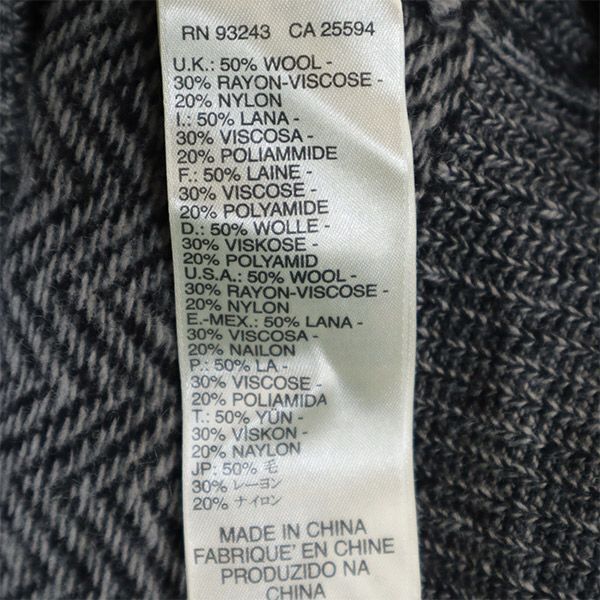 RN 93243 CA 25594
U.K.: 50% WOOL -
30% RAYON-VISCOSE -
20% NYLON
I.: 50% LANA -
30% VISCOSA -
20% POLIAMMIDE
F.: 50% LAINE -
30% VISCOSE -
20% POLYAMIDE
D.: 50% WOLLE -
30% VISKOSE -
20% POLYAMID
U.S.A.: 50% WOOL -
30% RAYON-VISCOSE -
20% NYLON
E.-MEX.: 50% LANA -
30% VISCOSA -
20% NAILON
P.: 50% LA -
30% VISCOSE -
20% POLIAMIDA
T.: 50% YÜN -
30% VİSKON -
20% NAYLON
JP: 50% 毛
30% レーヨン
20% ナイロン
MADE IN CHINA
FABRIQUE' EN CHINE
PRODUZIDO NA
CHINA